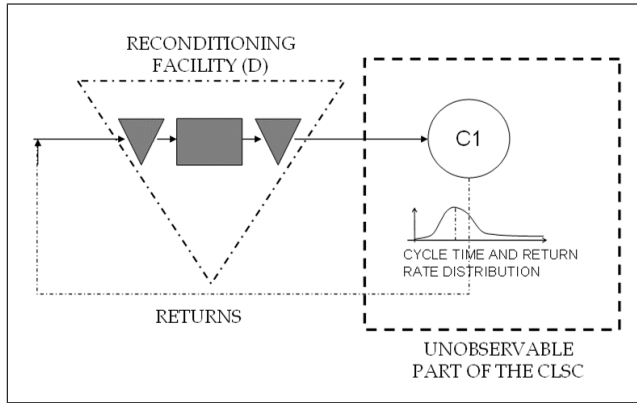 RECONDITIONING
FACILITY (D)
C1
CYCLE TIME AND RETURN
RATE DISTRIBUTION
RETURNS
UNOBSERVABLE
PART OF THE CLSC